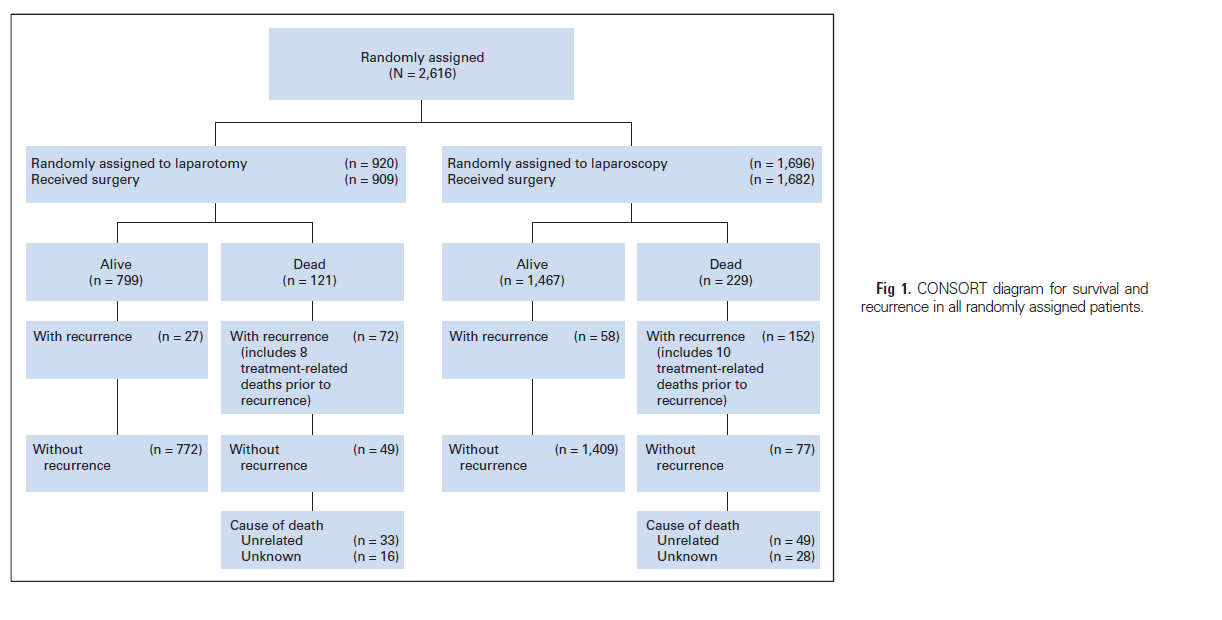 Randomly assigned
(N = 2,616)
Randomly assigned to laparotomy (n = 920)
Received surgery (n = 909)
Randomly assigned to laparoscopy (n = 1,696)
Received surgery (n = 1,682)
Alive
(n = 799)
Dead
(n = 121)
Alive
(n = 1,467)
Dead
(n = 229)
With recurrence (n = 27)
With recurrence (n = 72)
(includes 8
treatment-related
deaths prior to
recurrence)
With recurrence (n = 58)
With recurrence (n = 152)
(includes 10
treatment-related
deaths prior to
recurrence)
Without (n = 772)
recurrence
Without (n = 49)
recurrence
Without (n = 1,409)
recurrence
Without (n = 77)
recurrence
Cause of death
Unrelated (n = 33)
Unknown (n = 16)
Cause of death
Unrelated (n = 49)
Unknown (n = 28)
Fig 1. CONSORT diagram for survival and
recurrence in all randomly assigned patients.